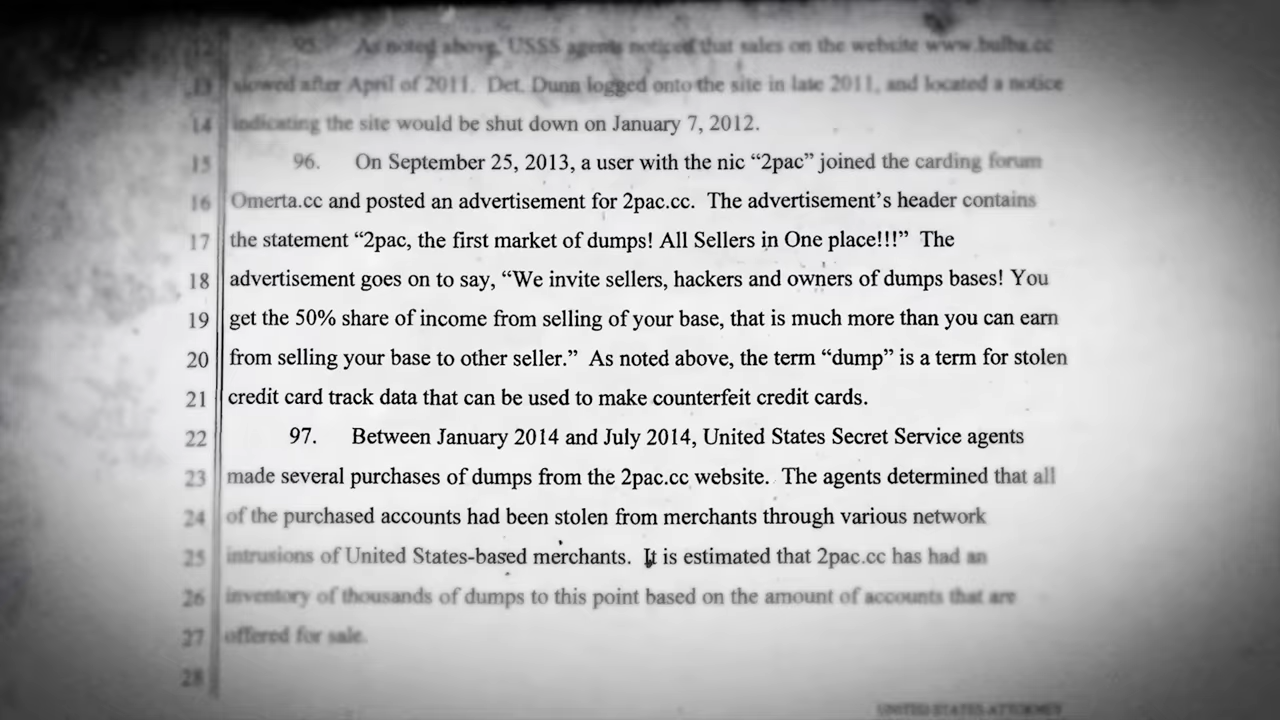 12 95. As noted above, USSS agents noticed that sales on the website www.bulba.cc
13 slowed after April of 2011. Det. Dunn logged onto the site in late 2011, and located a notice
14 indicating the site would be shut down on January 7, 2012.
15 96. On September 25, 2013, a user with the nic “2pac” joined the carding forum
16 Omerta.cc and posted an advertisement for 2pac.cc. The advertisement’s header contains
17 the statement “2pac, the first market of dumps! All Sellers in One place!!!” The
18 advertisement goes on to say, “We invite sellers, hackers and owners of dumps bases! You
19 get the 50% share of income from selling of your base, that is much more than you can earn
20 from selling your base to other seller.” As noted above, the term “dump” is a term for stolen
21 credit card track data that can be used to make counterfeit credit cards.
22 97. Between January 2014 and July 2014, United States Secret Service agents
23 made several purchases of dumps from the 2pac.cc website. The agents determined that all
24 of the purchased accounts had been stolen from merchants through various network
25 intrusions of United States-based merchants. It is estimated that 2pac.cc has had an
26 inventory of thousands of dumps to this point based on the amount of accounts that are
27 offered for sale.
28
UNITED STATES ATTORNEY